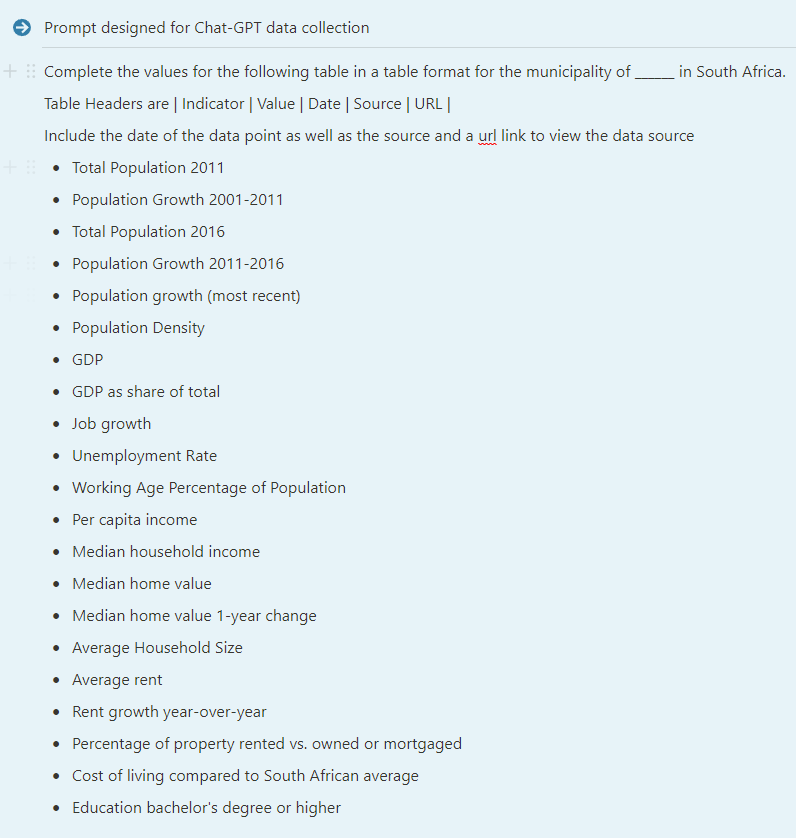 Prompt designed for Chat-GPT data collection
Complete the values for the following table in a table format for the municipality of _____ in South Africa.
Table Headers are | Indicator | Value | Date | Source | URL |
Include the date of the data point as well as the source and a url link to view the data source
• Total Population 2011
• Population Growth 2001-2011
• Total Population 2016
• Population Growth 2011-2016
• Population growth (most recent)
• Population Density
• GDP
• GDP as share of total
• Job growth
• Unemployment Rate
• Working Age Percentage of Population
• Per capita income
• Median household income
• Median home value
• Median home value 1-year change
• Average Household Size
• Average rent
• Rent growth year-over-year
• Percentage of property rented vs. owned or mortgaged
• Cost of living compared to South African average
• Education bachelor's degree or higher